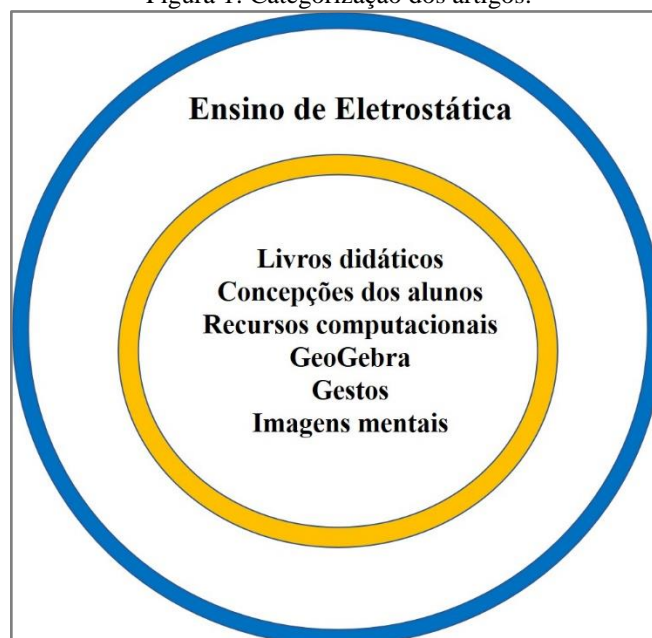 Figura 1: Categorização dos artigos.
Ensino de Eletrostática
Livros didáticos
Concepções dos alunos
Recursos computacionais
GeoGebra
Gestos
Imagens mentais